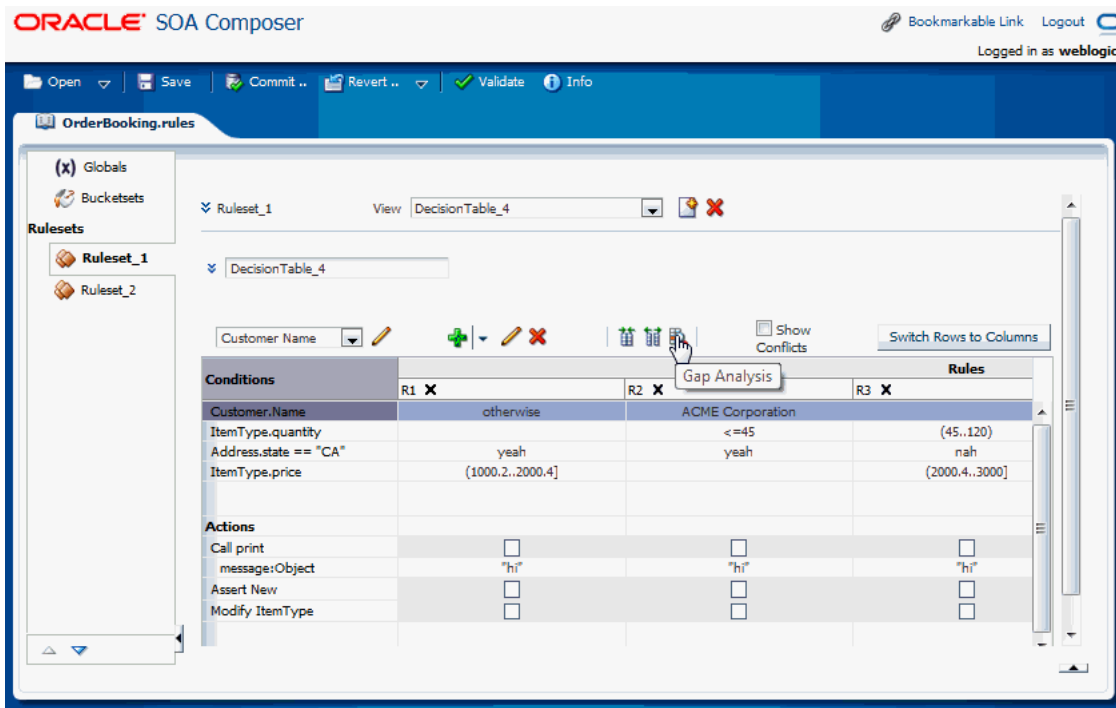 ORACLE SOA Composer
Bookmarkable Link Logout
Logged in as weblogic
Open Save Commit .. Revert .. Validate Info
OrderBooking.rules
(x) Globals
Bucketsets
Rulesets
Ruleset_1
Ruleset_2
Ruleset_1 View DecisionTable_4
DecisionTable_4
Customer Name Show Conflicts Switch Rows to Columns
Conditions Rules
R1 R2 R3
Gap Analysis
Customer.Name otherwise ACME Corporation
ItemType.quantity <=45 (45..120)
Address.state == "CA" yeah yeah nah
ItemType.price (1000.2..2000.4] (2000.4..3000]
Actions
Call print
message:Object "hi" "hi" "hi"
Assert New
Modify ItemType